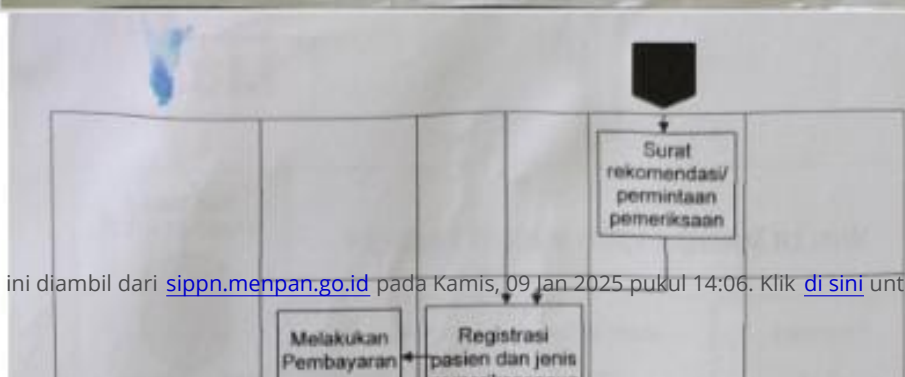 Surat
rekomendasi/
permintaan
pemeriksaan
ini diambil dari sippn.menpan.go.id pada Kamis, 09 Jan 2025 pukul 14:06. Klik di sini unt
Melakukan
Pembayaran
Registrasi
pasien dan jenis